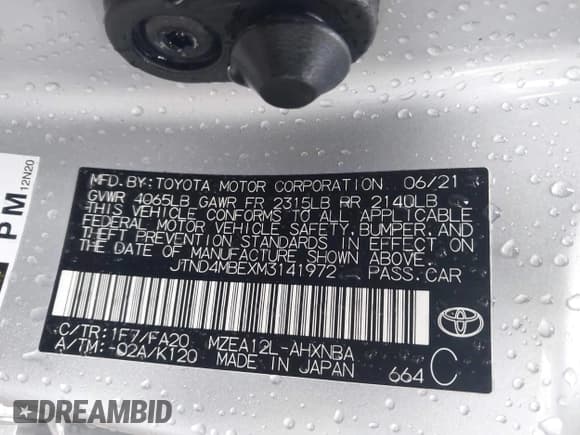 PM
12N20
MFD.BY:TOYOTA MOTOR CORPORATION 06/21
GVWR 4065LB GAWR FR 2315LB RR 2140LB
THIS VEHICLE CONFORMS TO ALL APPLICABLE
FEDERAL MOTOR VEHICLE SAFETY,BUMPER,AND
THEFT PREVENTION STANDARDS IN EFFECT ON
THE DATE OF MANUFACTURE SHOWN ABOVE.
JTND4MBEXM3141972 PASS.CAR
C/TR:1F7/FA20 MZEA12L-AHXNBA
A/TM:-02A/K120 MADE IN JAPAN 664 C
TOYOTA
DREAMBID